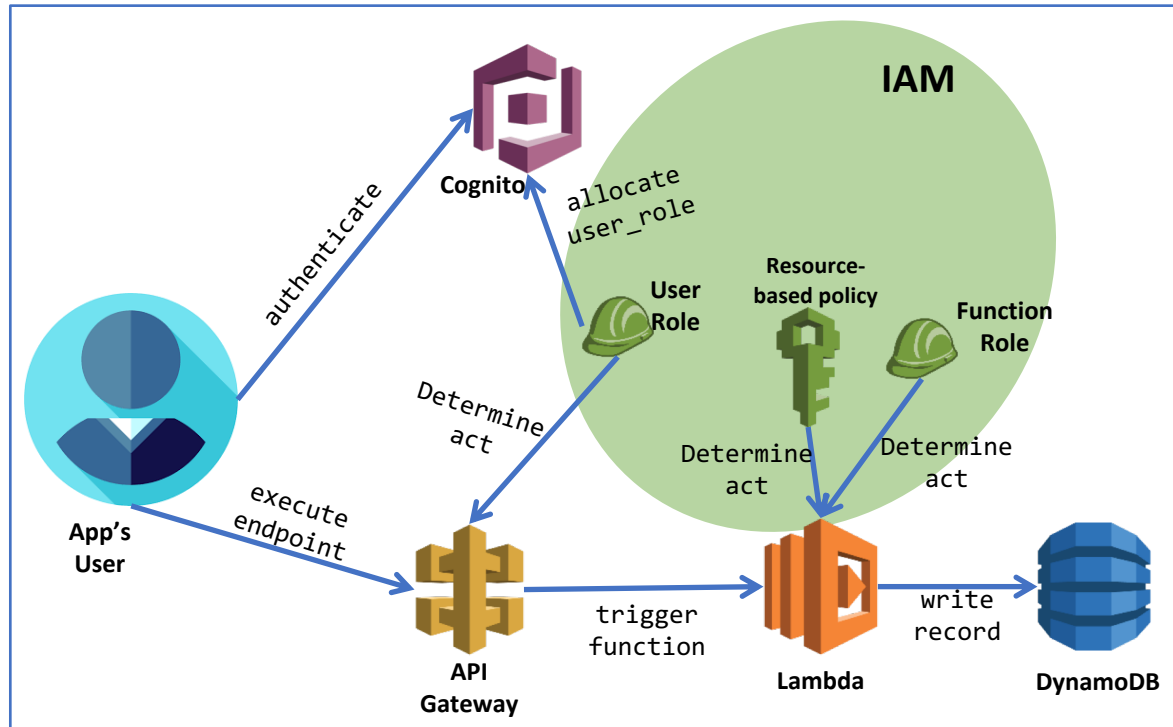 IAM
Cognito
allocate
user_role
authenticate
User
Role
Resource-
based policy
Function
Role
Determine
act
Determine
act
Determine
act
execute
endpoint
App's
User
trigger
function
write
record
API
Gateway
Lambda
DynamoDB